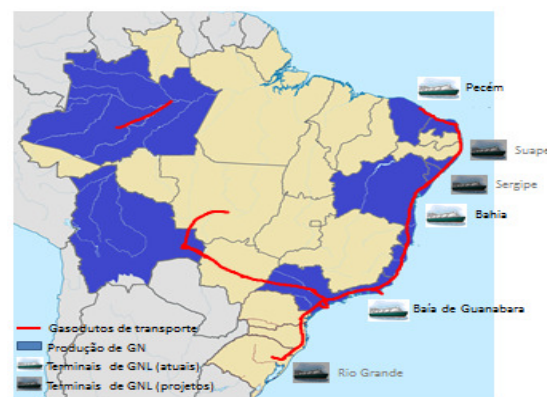 Pecém
Suape
Sergipe
Bahia
Baía de Guanabara
Gasodutos de transporte
Produção de GN
Terminais de GNL (atuais)
Terminais de GNL (projetos)
Rio Grande